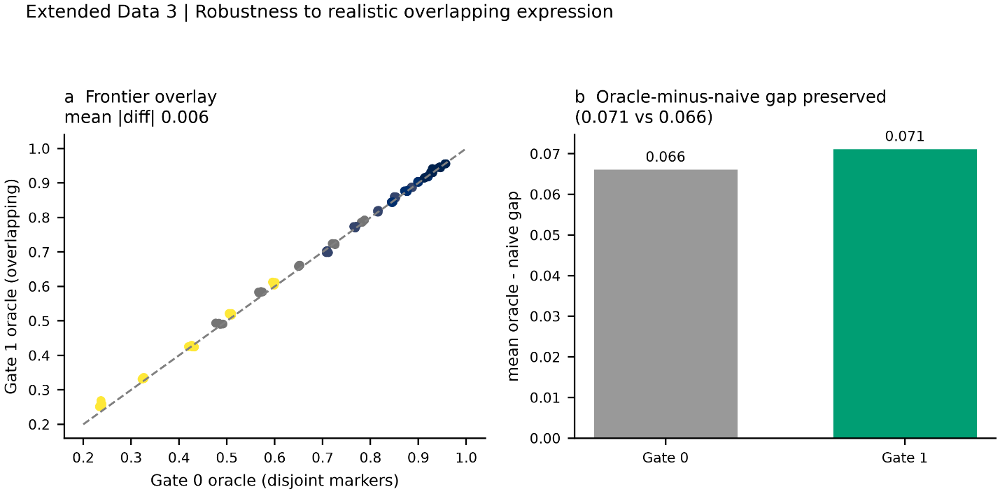 Extended Data 3 | Robustness to realistic overlapping expression
a  Frontier overlay
mean |diff| 0.006
Gate 1 oracle (overlapping)
1.0
0.9
0.8
0.7
0.6
0.5
0.4
0.3
0.2
0.2 0.3 0.4 0.5 0.6 0.7 0.8 0.9 1.0
Gate 0 oracle (disjoint markers)
b  Oracle-minus-naive gap preserved
(0.071 vs 0.066)
mean oracle - naive gap
0.07
0.06
0.05
0.04
0.03
0.02
0.01
0.00
0.066
0.071
Gate 0
Gate 1